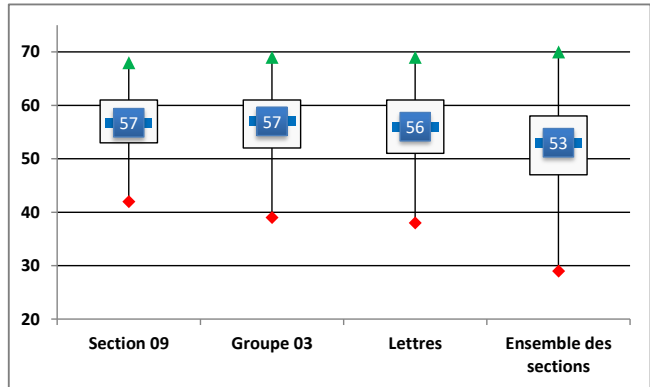 70
60
50
40
30
20
57
57
56
53
Section 09
Groupe 03
Lettres
Ensemble des
sections